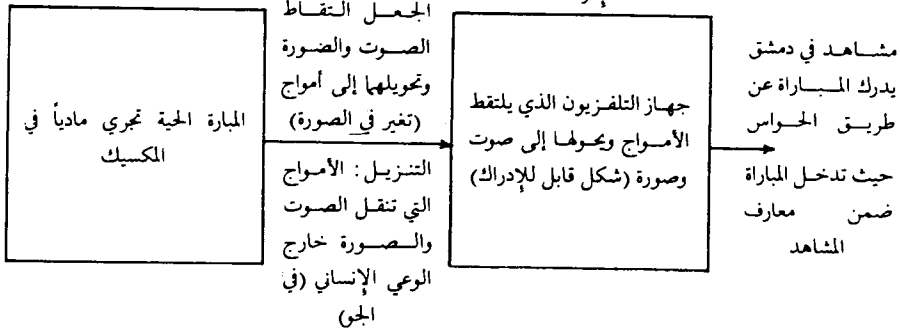 المبارة الحية تجري مادياً في
المكسيك
الجعل التقاط
الصوت والضورة
وتحويلهما إلى أمواج
(تغير في الصورة)
التنزيل: الأمواج
التي تنقل الصوت
والصورة خارج
الوعي الإنساني (في
الجو)
جهاز التلفزيون الذي يلتقط
الأمواج ويحولها إلى صوت
وصورة (شكل قابل للإدراك)
مشاهد في دمشق
يدرك المباراة عن
طريق الحواس
حيث تدخل المباراة
ضمن معارف
المشاهد